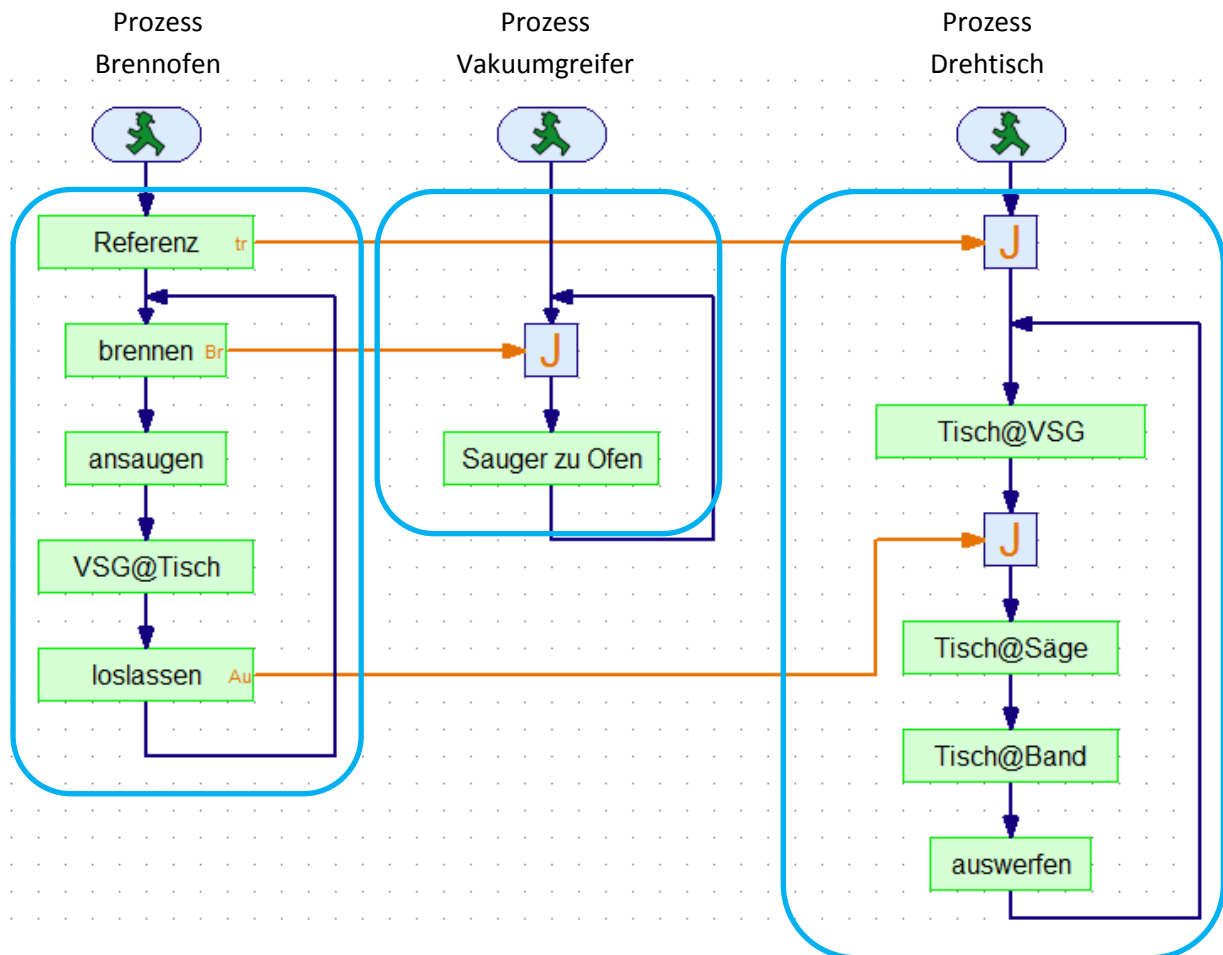 Prozess
Brennofen
Prozess
Vakuumgreifer
Prozess
Drehtisch
Referenz tr
brennen Br
ansaugen
VSG@Tisch
loslassen Au
J
Sauger zu Ofen
J
Tisch@VSG
J
Tisch@Säge
Tisch@Band
auswerfen